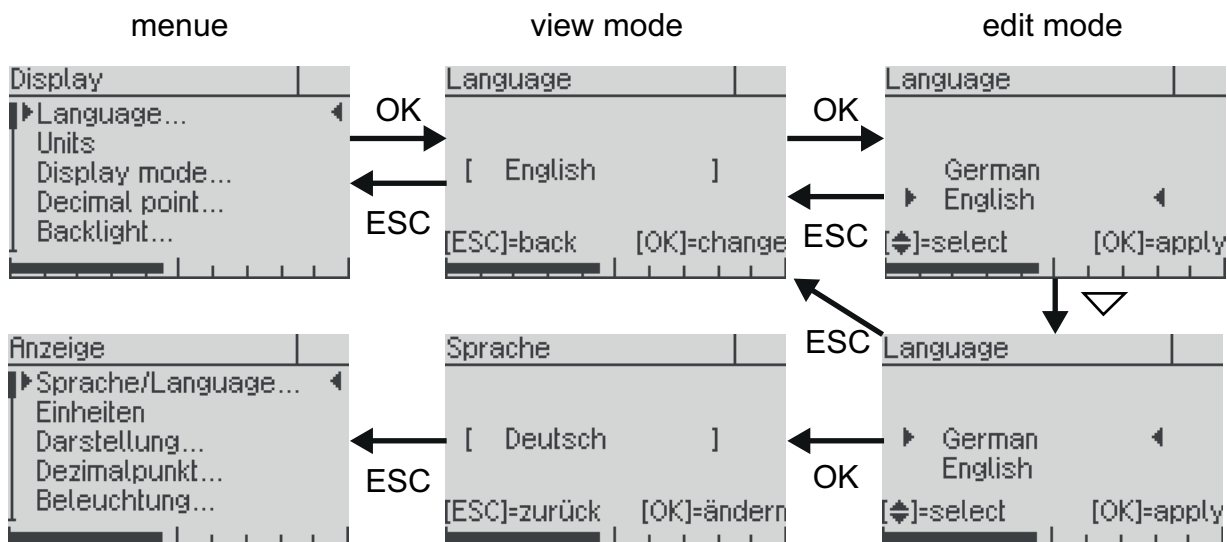 menue
view mode
edit mode
Display
Language...
Units
Display mode...
Decimal point...
Backlight...
OK
ESC
Language
[ English ]
[ESC]=back [OK]=change
OK
ESC
Language
German
English
[]=select [OK]=apply
ESC
Language
German
English
[]=select [OK]=apply
OK
Sprache
[ Deutsch ]
[ESC]=zurück [OK]=ändern
ESC
Anzeige
Sprache/Language...
Einheiten
Darstellung...
Dezimalpunkt...
Beleuchtung...